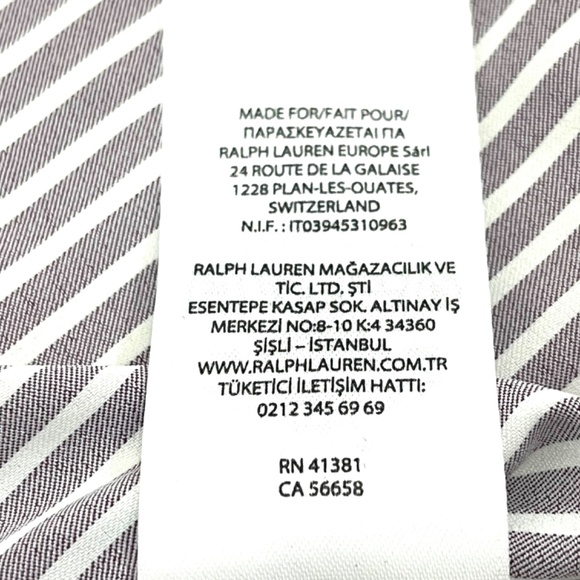 MADE FOR/FAIT POUR/
ΠΑΡΑΣΚΕΥΑΖΕΤΑΙ ΓΙΑ
RALPH LAUREN EUROPE Sárl
24 ROUTE DE LA GALAISE
1228 PLAN-LES-OUATES,
SWITZERLAND
N.I.F. : IT03945310963
RALPH LAUREN MAĞAZACILIK VE
TİC. LTD. ŞTİ
ESENTEPE KASAP SOK. ALTINAY İŞ
MERKEZİ NO:8-10 K:4 34360
ŞİŞLİ – İSTANBUL
WWW.RALPHLAUREN.COM.TR
TÜKETİCİ İLETİŞİM HATTI:
0212 345 69 69
RN 41381
CA 56658